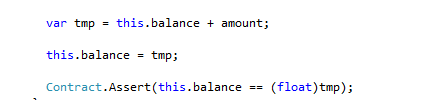 var tmp = this.balance + amount;
this.balance = tmp;
Contract.Assert(this.balance == (float)tmp);